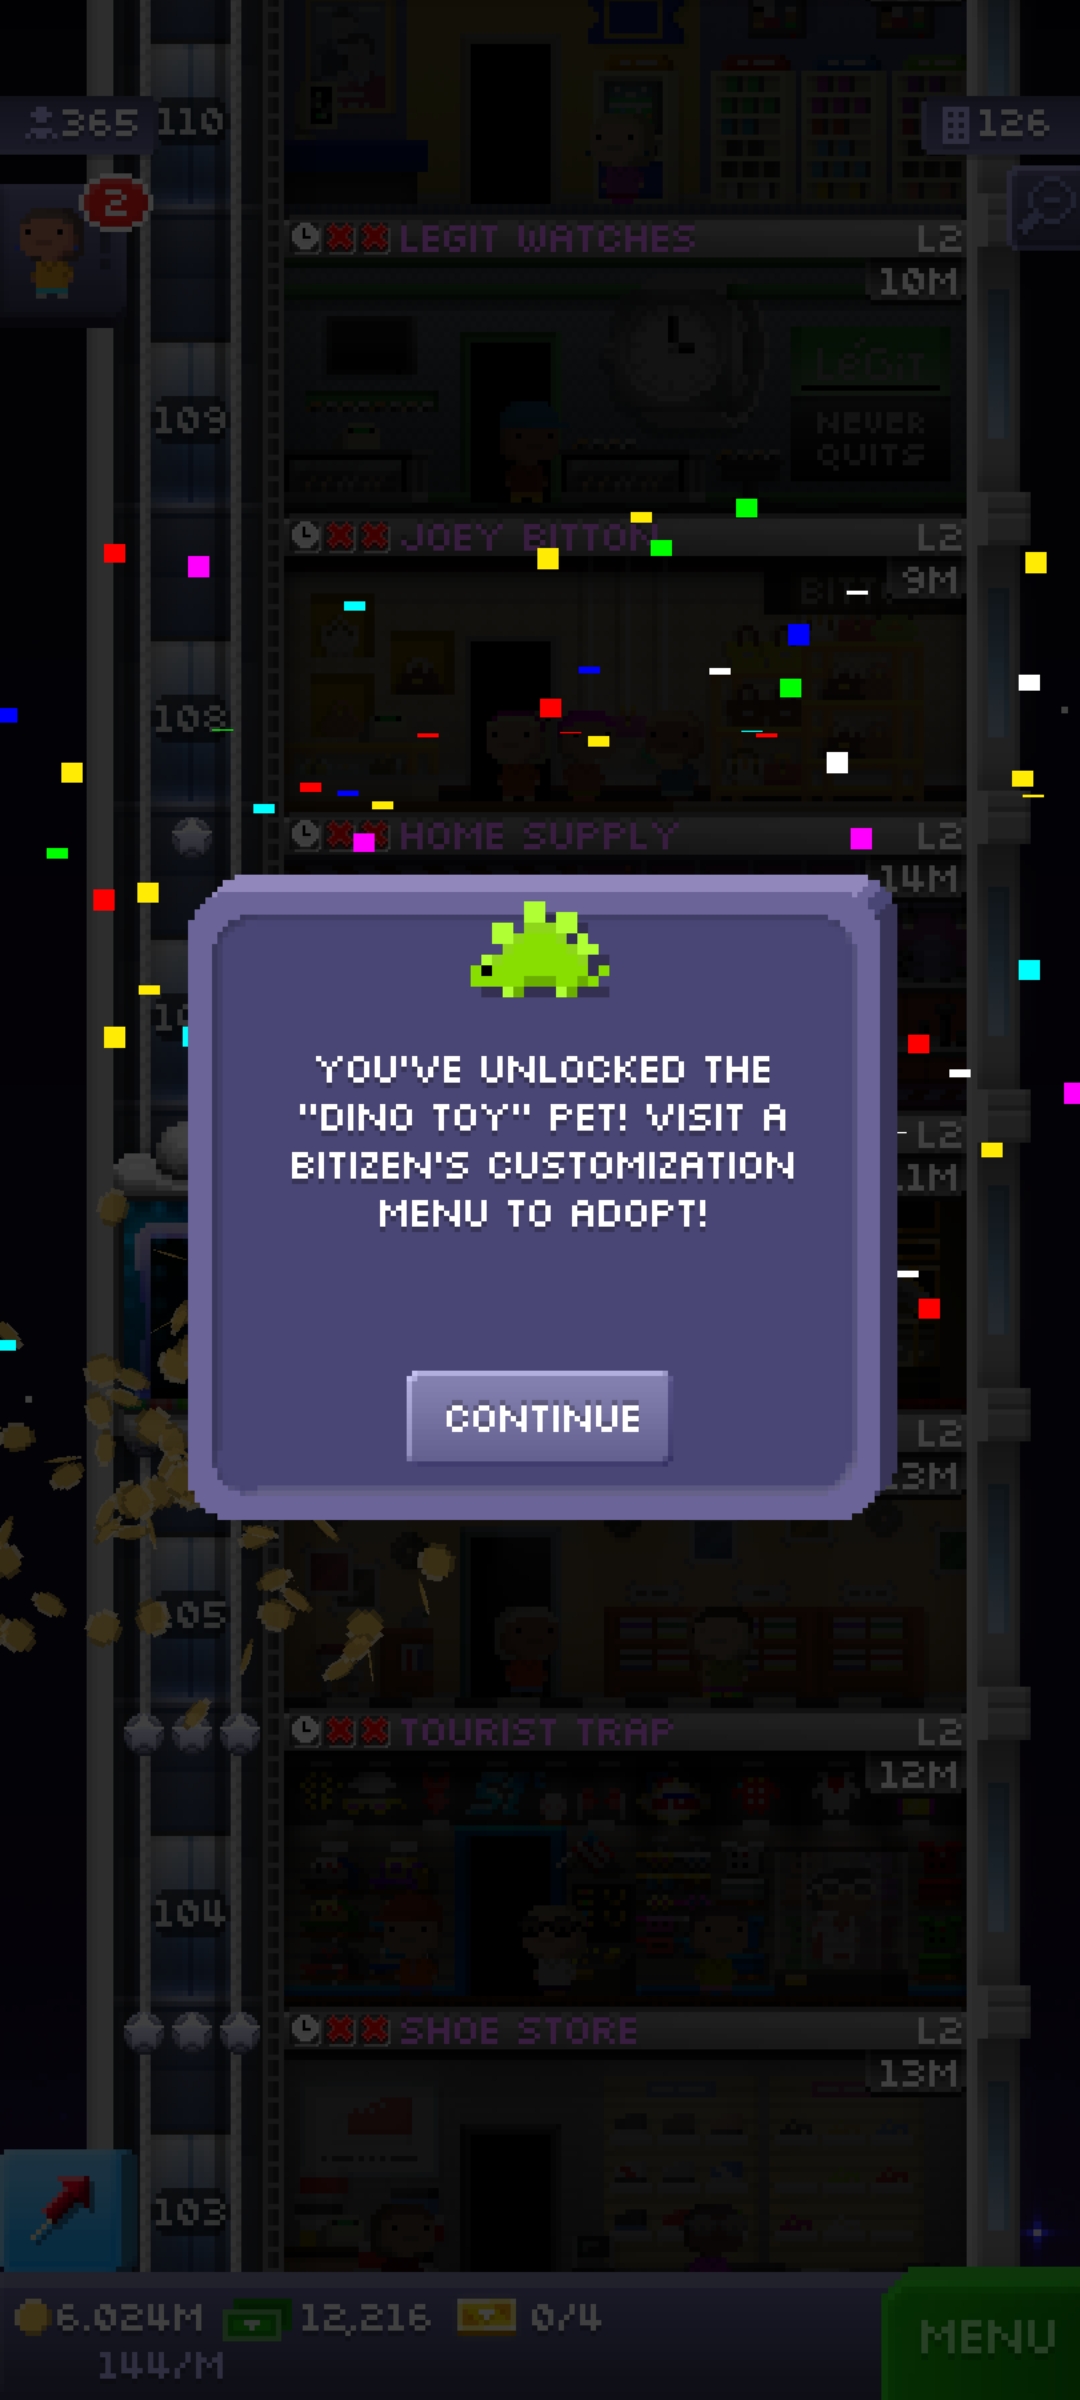 365
110
126
2
LEGIT WATCHES
L2
10M
LeGit
NEVER
QUITS
109
JOEY BITTON
L2
9M
108
HOME SUPPLY
L2
14M
YOU'VE UNLOCKED THE
"DINO TOY" PET! VISIT A
BITIZEN'S CUSTOMIZATION
MENU TO ADOPT!
L2
L2
CONTINUE
105
TOURIST TRAP
L2
12M
104
SHOE STORE
L2
13M
103
6.024M
12,216
0/4
144/M
MENU